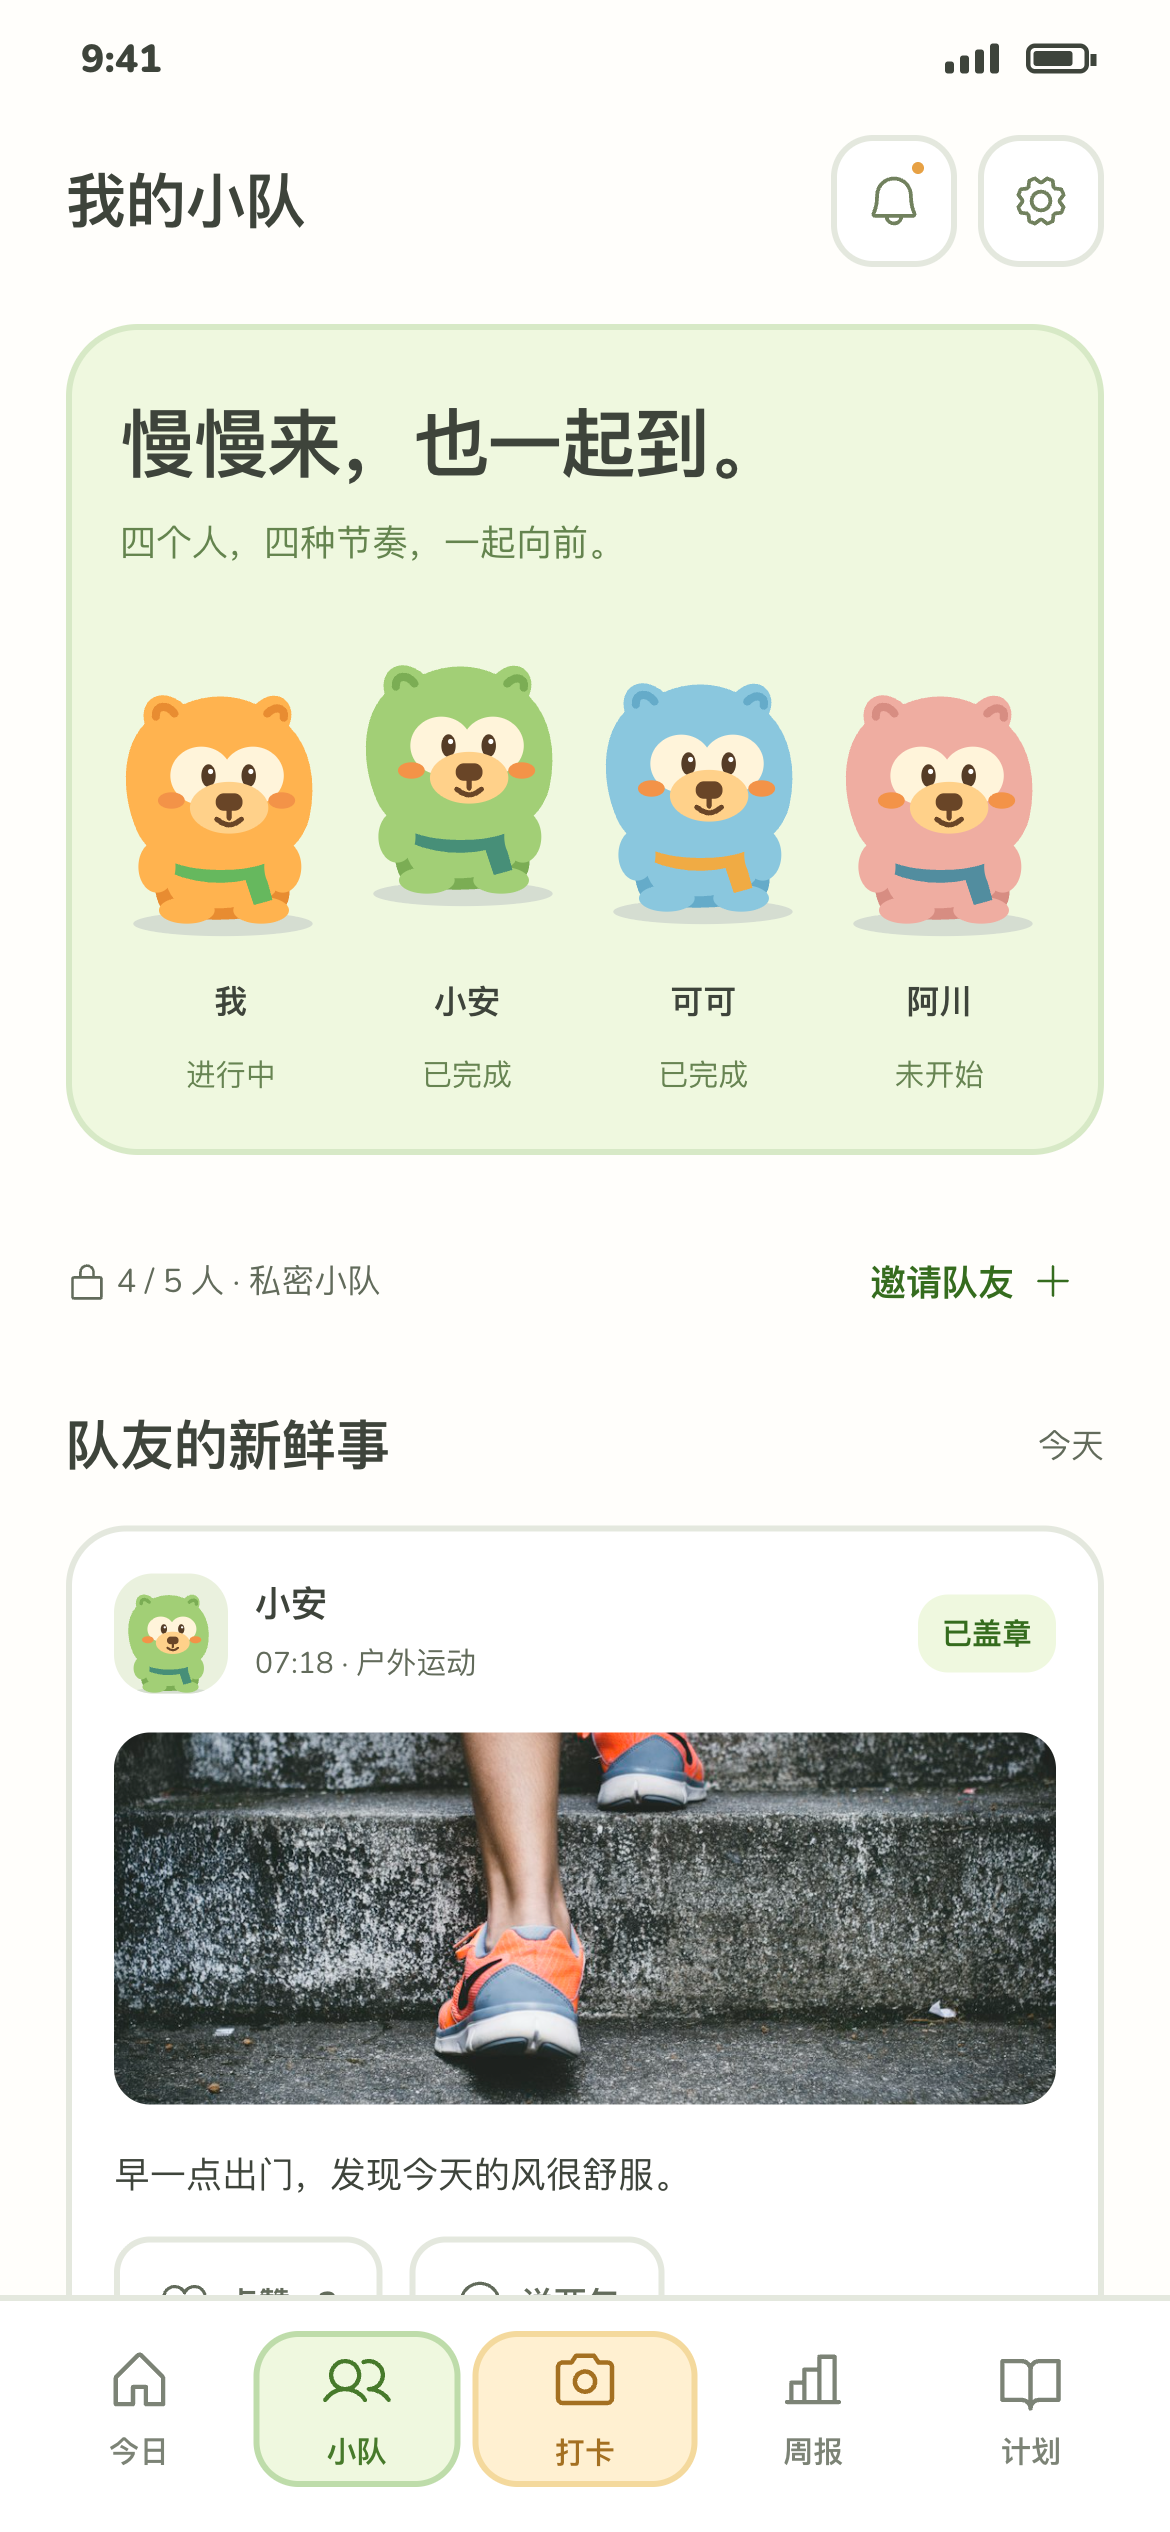 9:41
我的小队
慢慢来，也一起到。
四个人，四种节奏，一起向前。
我 小安 可可 阿川
进行中 已完成 已完成 未开始
4 / 5 人 · 私密小队 邀请队友
队友的新鲜事 今天
小安
07:18 · 户外运动 已盖章
早一点出门，发现今天的风很舒服。
今日 小队 打卡 周报 计划